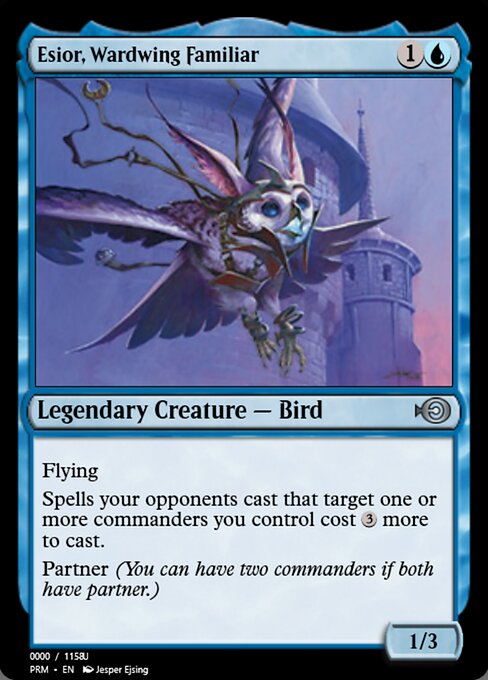 Esior, Wardwing Familiar 1
Legendary Creature — Bird
Flying
Spells your opponents cast that target one or
more commanders you control cost 3 more
to cast.
Partner (You can have two commanders if both
have partner.)
1/3
0000 / 1158U
PRM • EN Jesper Ejsing